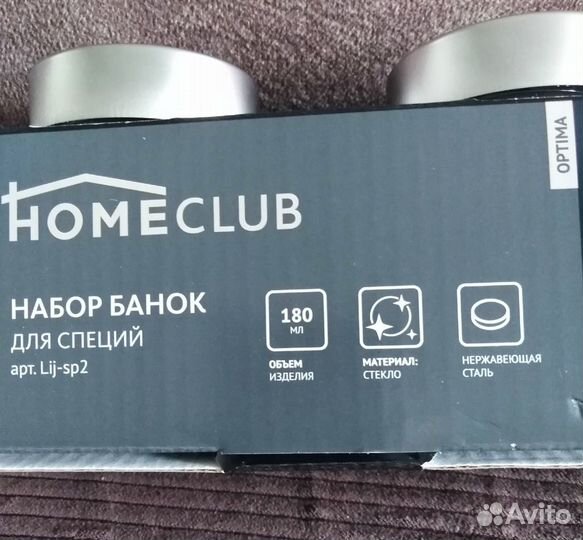 OPTIMA
HOMECLUB
НАБОР БАНОК
ДЛЯ СПЕЦИЙ
арт. Lij-sp2
180
МЛ
ОБЪЕМ
ИЗДЕЛИЯ
МАТЕРИАЛ:
СТЕКЛО
НЕРЖАВЕЮЩАЯ
СТАЛЬ
Avito